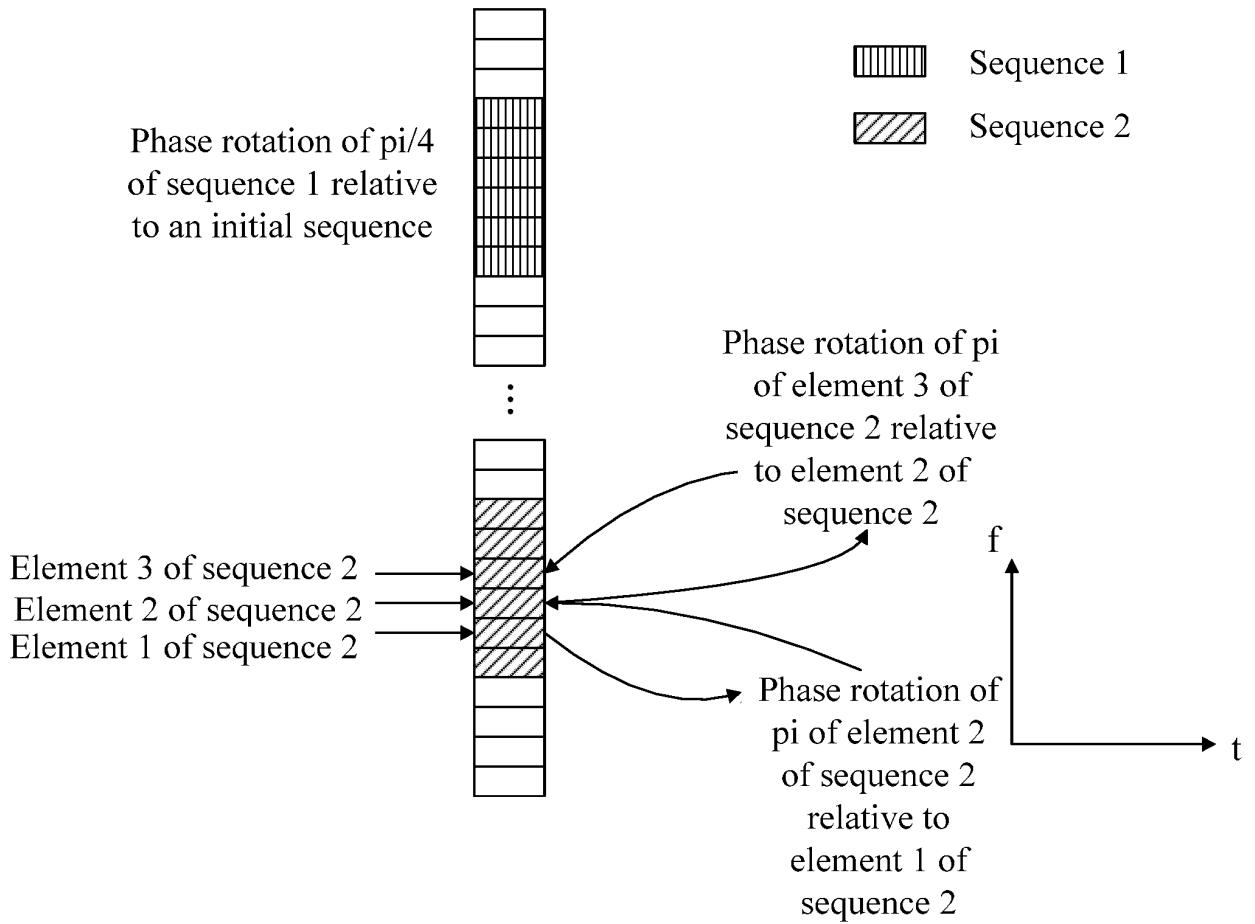 Sequence 1
Sequence 2
Phase rotation of pi/4
of sequence 1 relative
to an initial sequence
...
Phase rotation of pi
of element 3 of
sequence 2 relative
to element 2 of
sequence 2
f
Element 3 of sequence 2
Element 2 of sequence 2
Element 1 of sequence 2
Phase rotation of
pi of element 2
of sequence 2
relative to
element 1 of
sequence 2
t